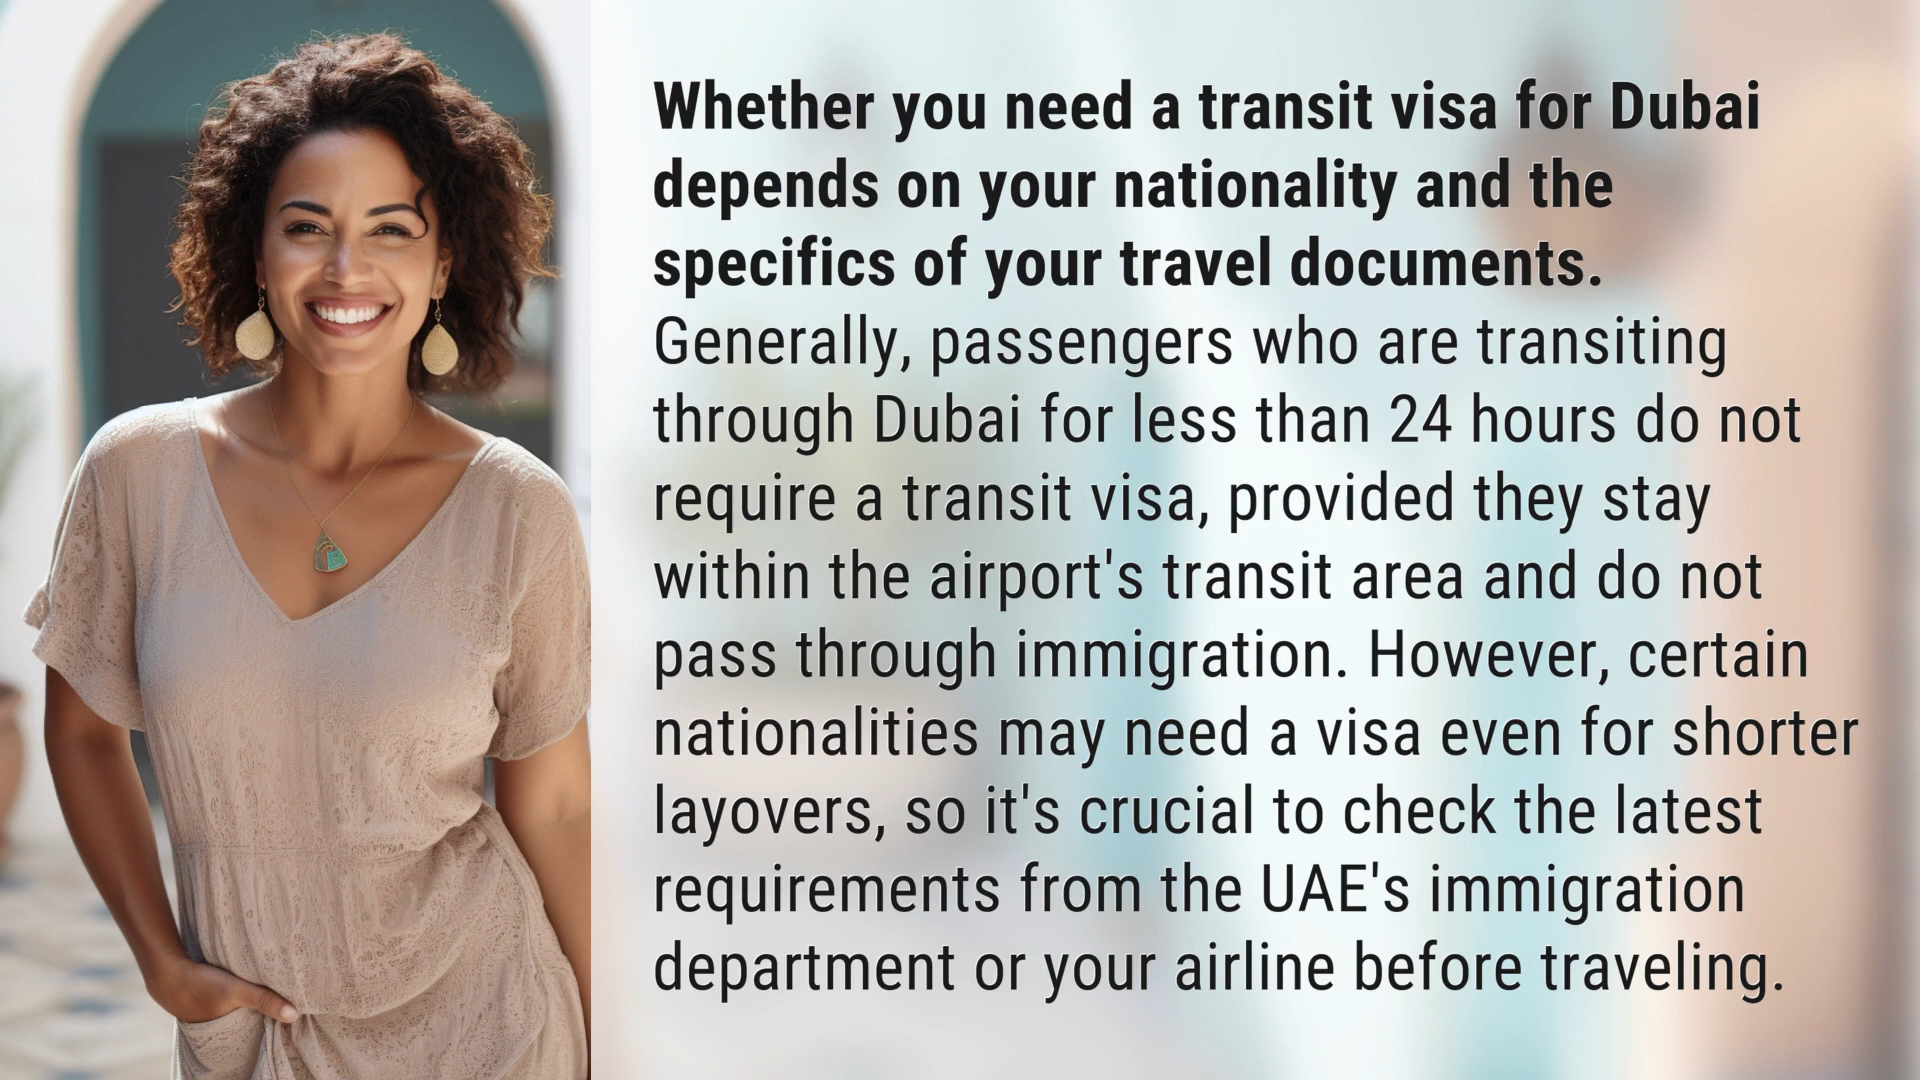 Whether you need a transit visa for Dubai
depends on your nationality and the
specifics of your travel documents.
Generally, passengers who are transiting
through Dubai for less than 24 hours do not
require a transit visa, provided they stay
within the airport's transit area and do not
pass through immigration. However, certain
nationalities may need a visa even for shorter
layovers, so it's crucial to check the latest
requirements from the UAE's immigration
department or your airline before traveling.